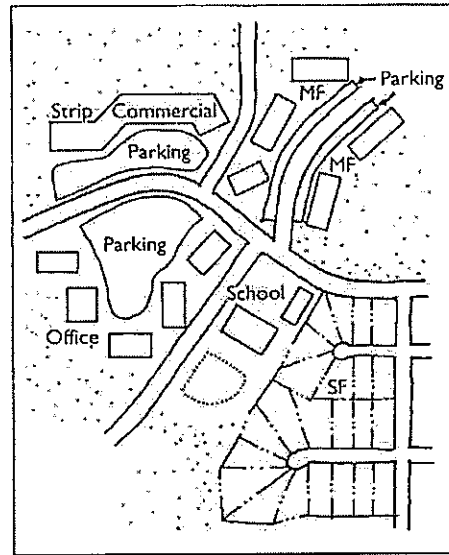 MF
Parking
Strip Commercial
Parking
MF
Parking
School
Office
SF